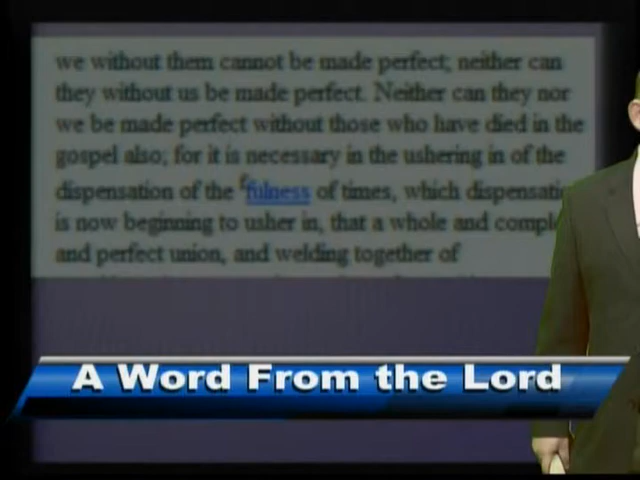 we without them cannot be made perfect; neither can
they without us be made perfect. Neither can they nor
we be made perfect without those who have died in the
gospel also; for it is necessary in the ushering in of the
dispensation of the fulness of times, which dispensatio
is now beginning to usher in, that a whole and comple
and perfect union, and welding together of
A Word From the Lord